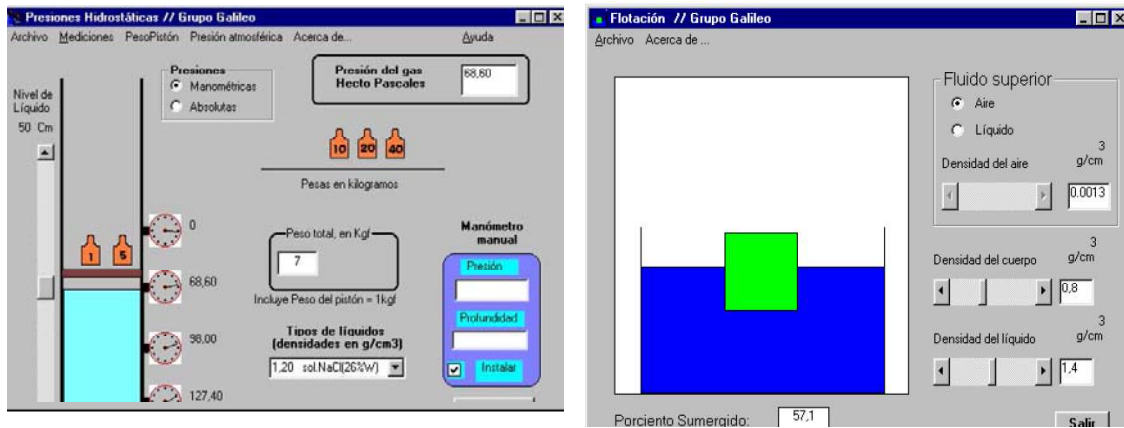 Presiones Hidrostáticas // Grupo Galileo
Archivo Mediciones PesoPistón Presión atmosférica Acerca de... Ayuda
Nivel de
Líquido
50 Cm
Presiones
Manométricas
Absolutas
Presión del gas
Hecto Pascales
68,60
10 20 40
Pesas en kilogramos
1 5
0
68,60
98,00
127,40
Peso total, en Kgf
7
Incluye Peso del pistón = 1kgf
Tipos de líquidos
(densidades en g/cm3)
1,20 sol.NaCl(26%W)
Manómetro
manual
Presión
Profundidad
Instalar
Flotación // Grupo Galileo
Archivo Acerca de ...
Fluido superior
Aire
Líquido
3
Densidad del aire g/cm
0.0013
3
Densidad del cuerpo g/cm
0,8
3
Densidad del líquido g/cm
1,4
Porciento Sumergido: 57,1
Salir